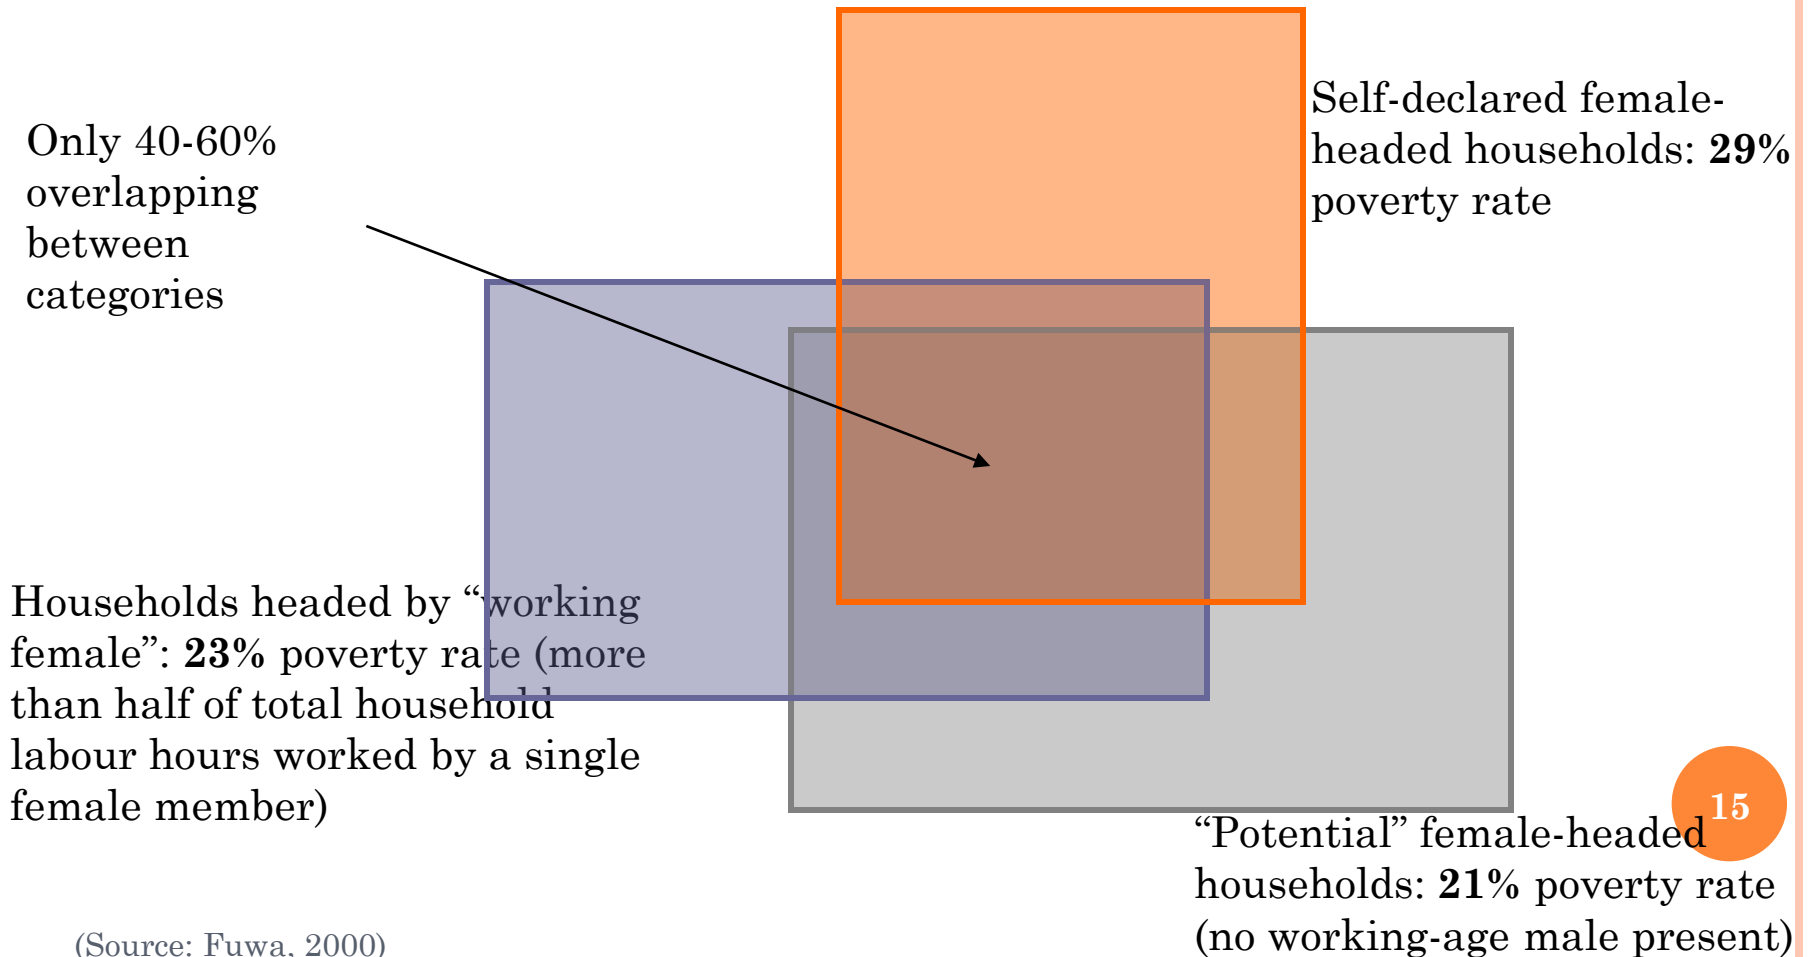 Only 40-60%
overlapping
between
categories
Self-declared female-
headed households: 29%
poverty rate
Households headed by “working
female”: 23% poverty rate (more
than half of total household
labour hours worked by a single
female member)
15
“Potential” female-headed
households: 21% poverty rate
(no working-age male present)
(Source: Fuwa, 2000)